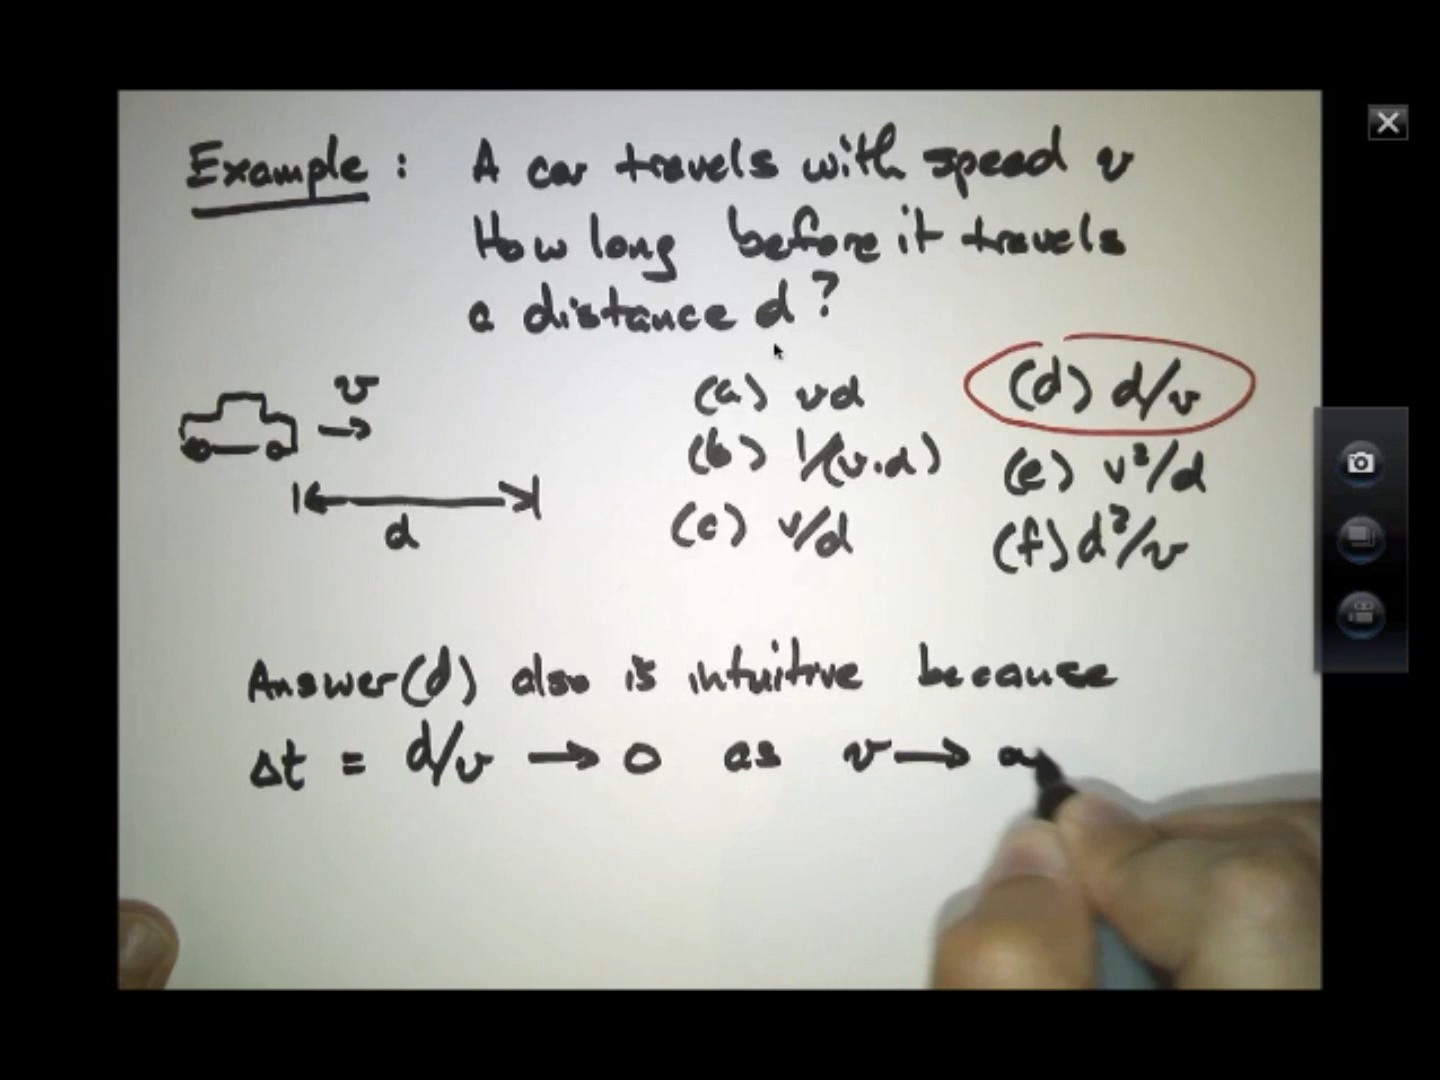 Example: A car travels with speed v
How long before it travels
a distance d?
v
d
(a) vd
(b) 1/(v.d)
(c) v/d
(d) d/v
(e) v²/d
(f) d²/v
Answer (d) also is intuitive because
Δt = d/v → 0 as v →